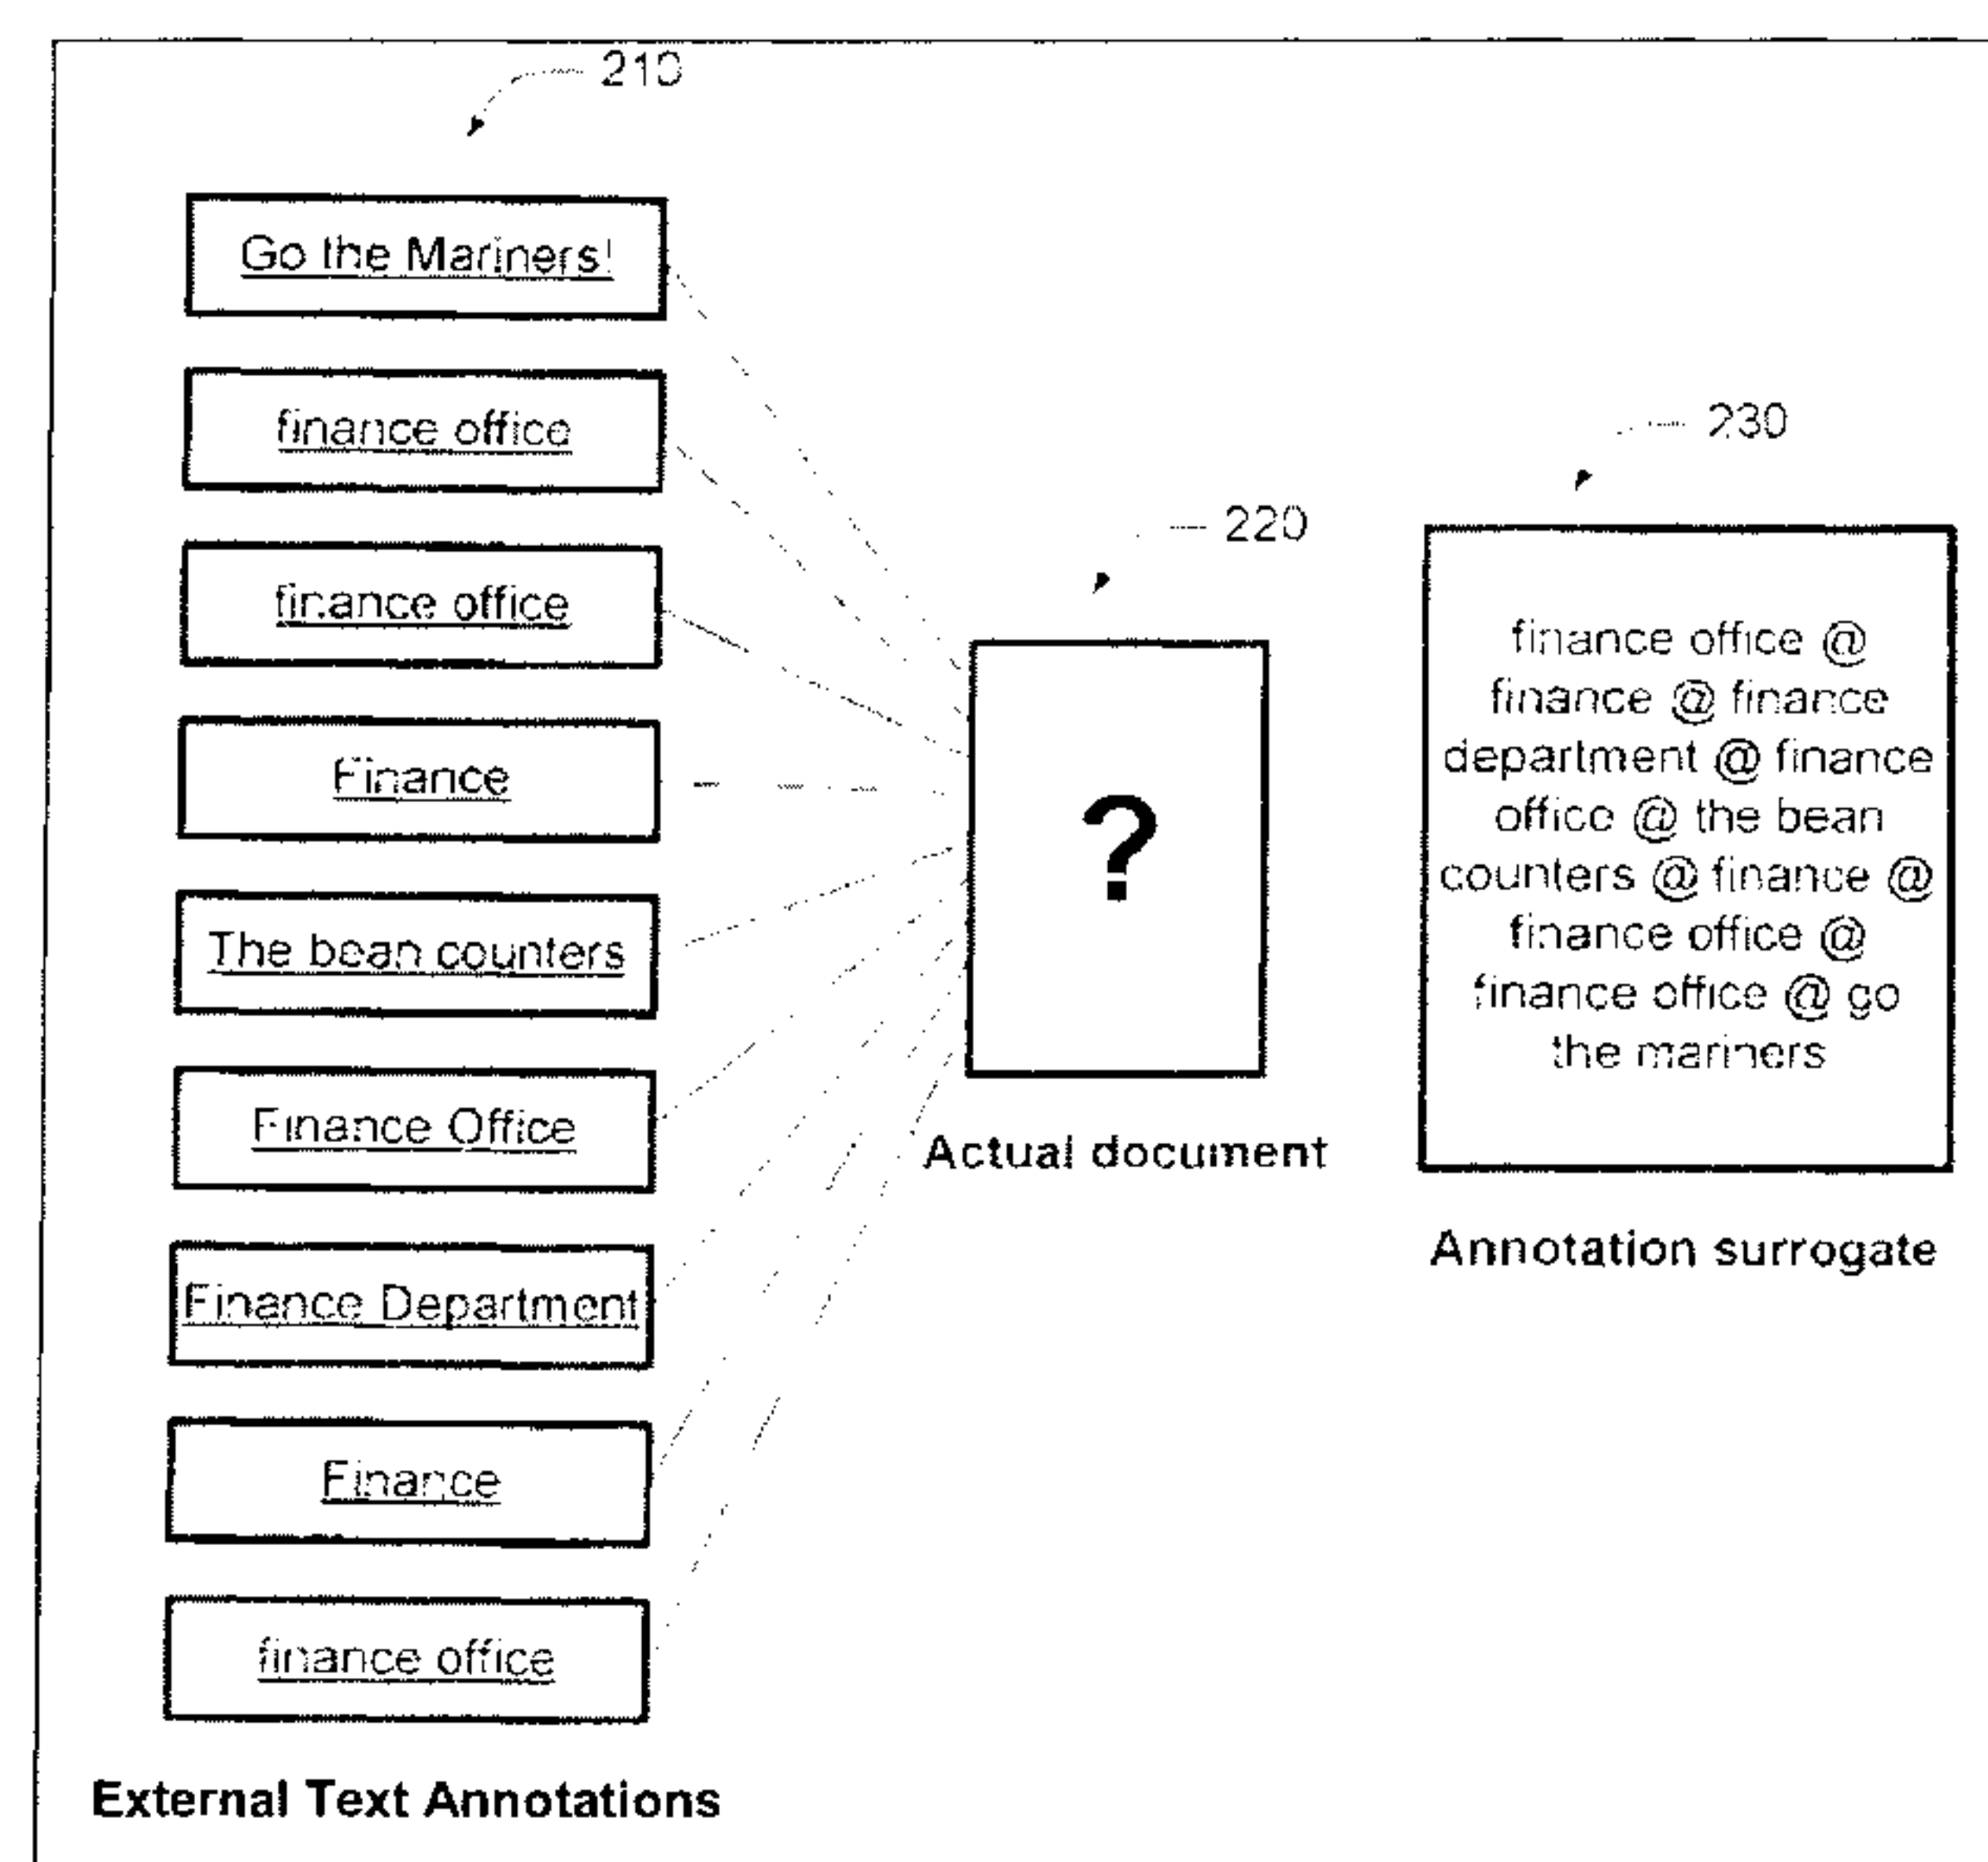 210
Go the Mariners!
finance office
finance office
Finance
The bean counters
Finance Office
Finance Department
Finance
finance office
External Text Annotations
220
?
Actual document
230
finance office @
finance @ finance
department @ finance
office @ the bean
counters @ finance @
finance office @
finance office @ go
the mariners
Annotation surrogate